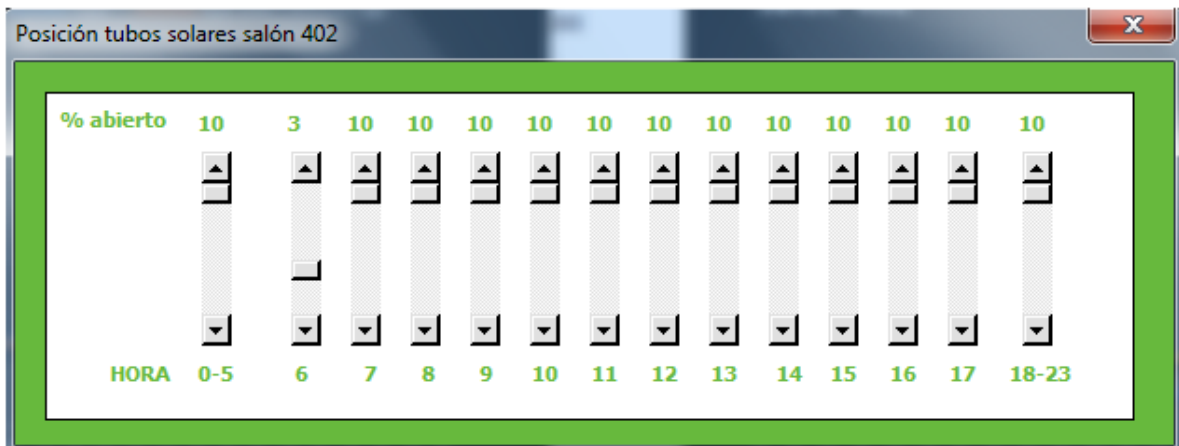 Posición tubos solares salón 402
% abierto 10 3 10 10 10 10 10 10 10 10 10 10 10 10
HORA 0-5 6 7 8 9 10 11 12 13 14 15 16 17 18-23